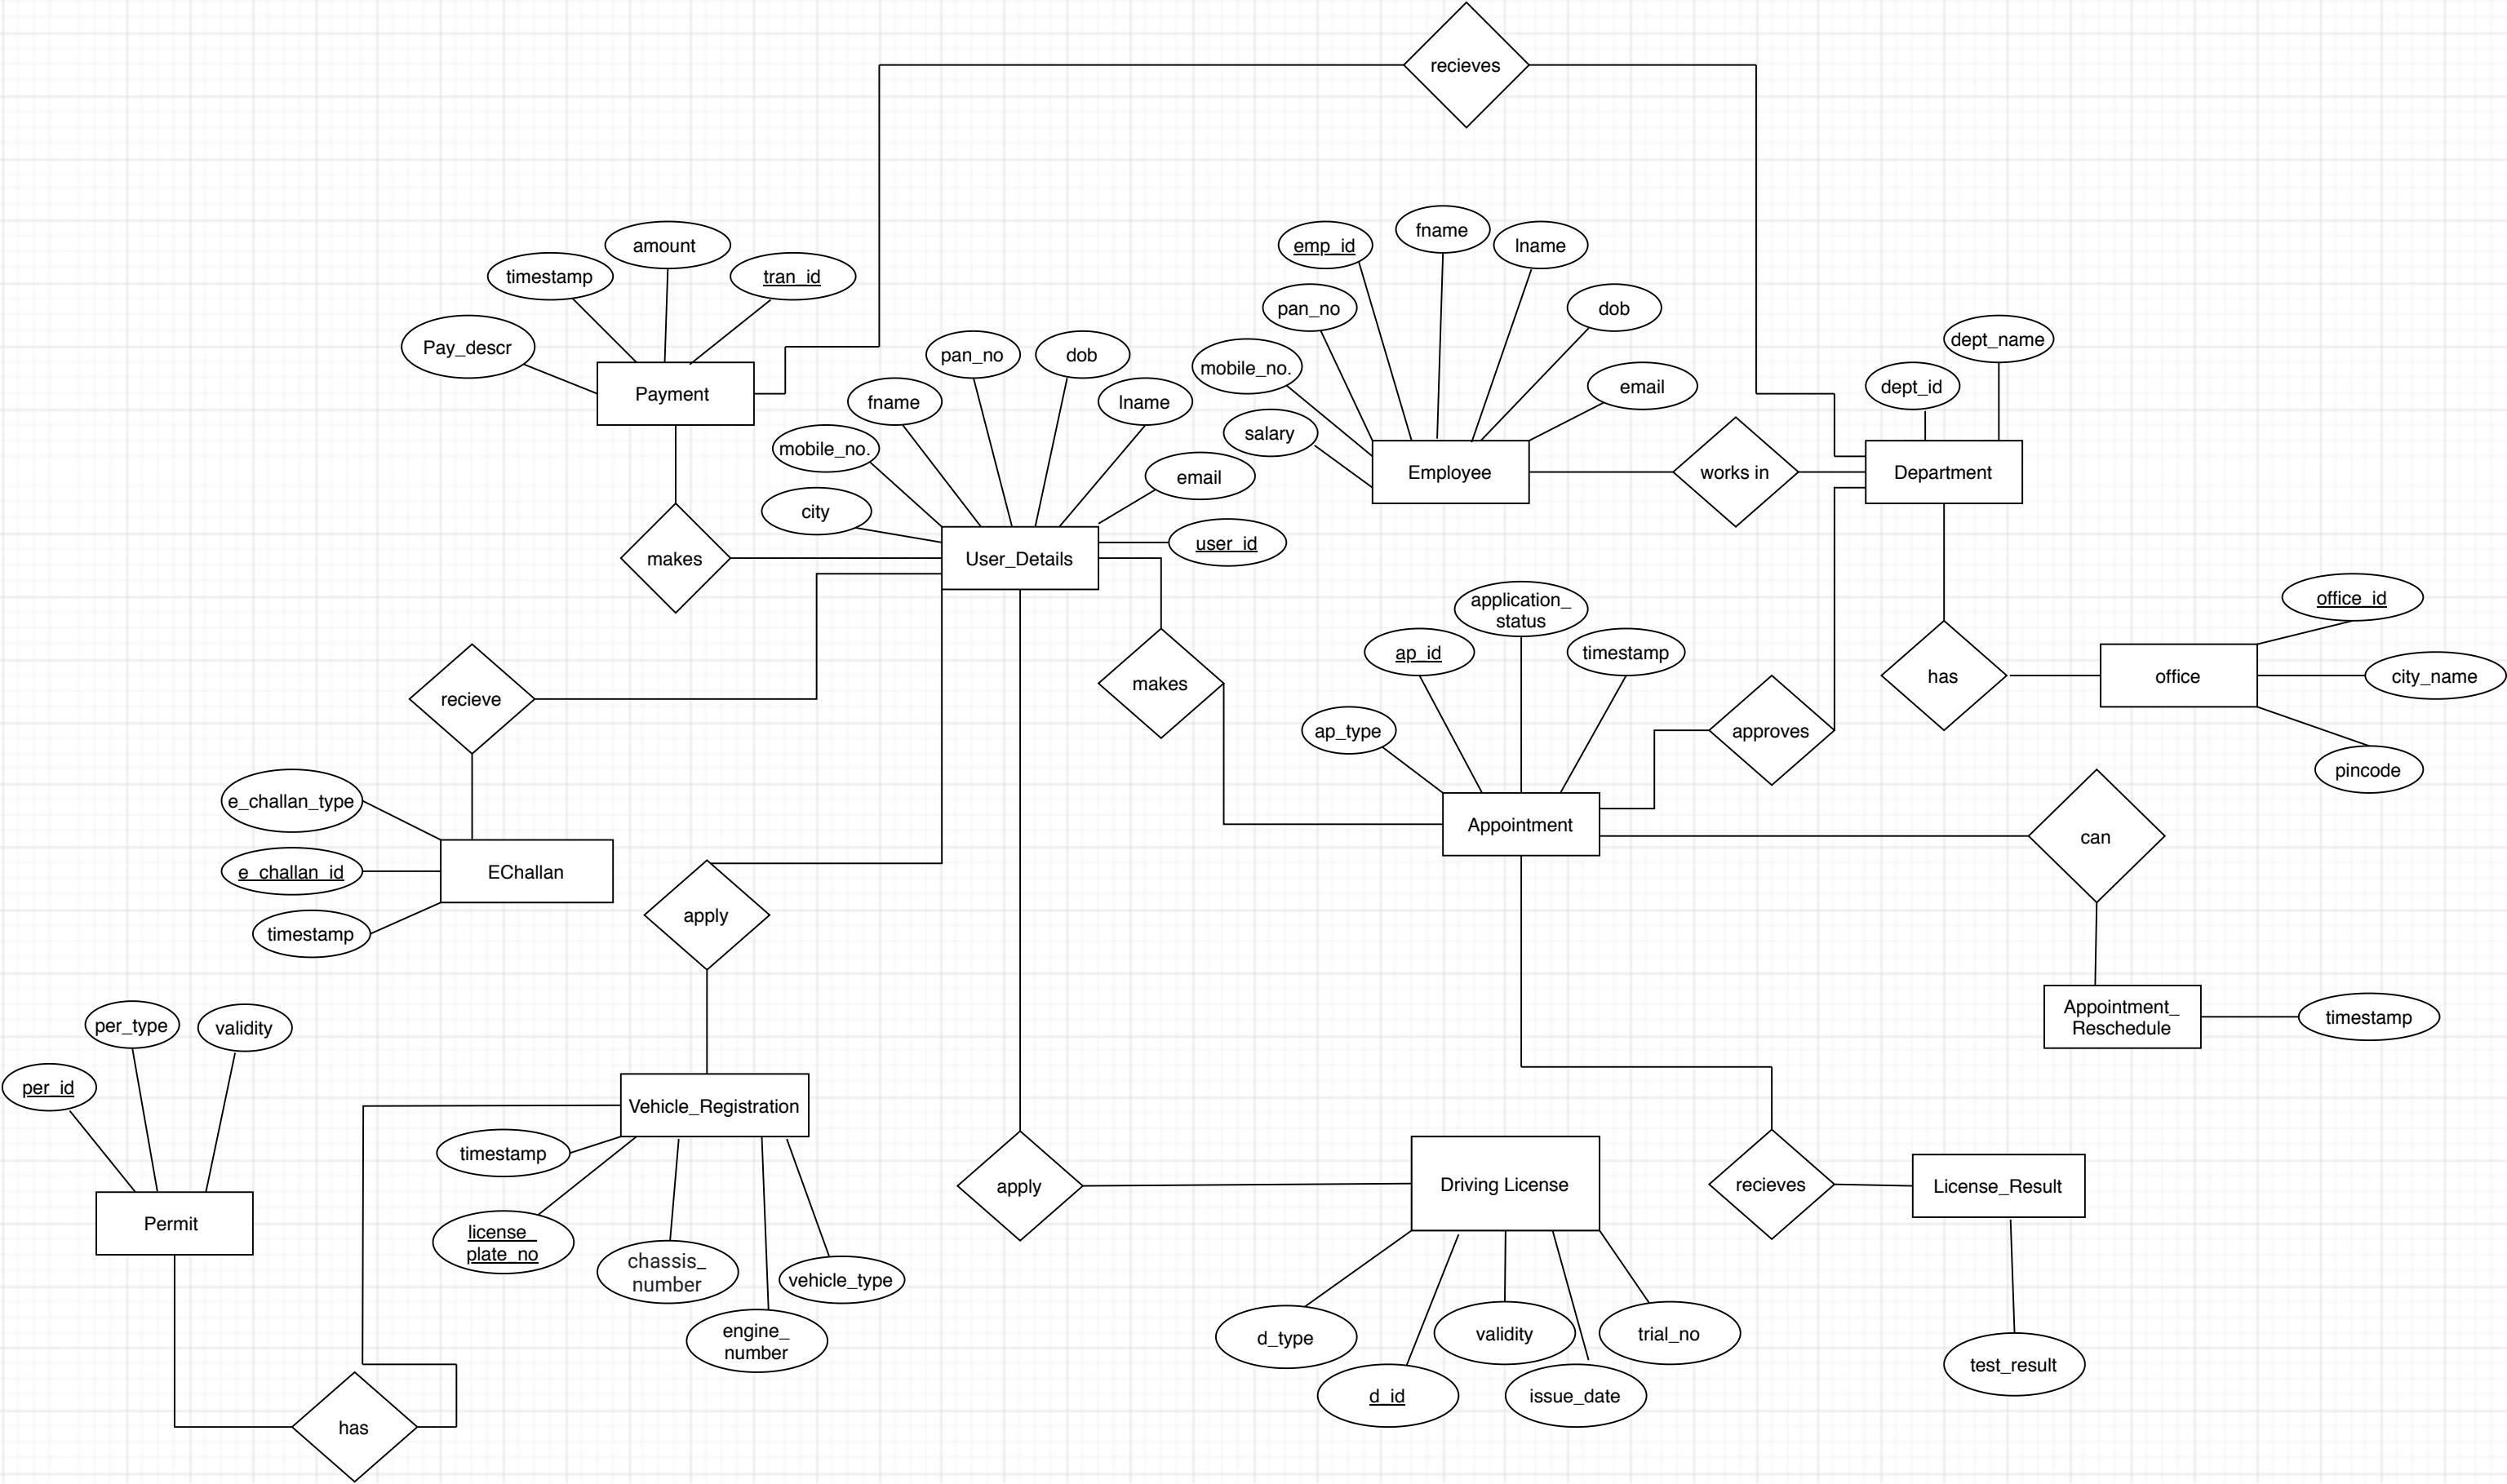 recieves
amount
timestamp
tran_id
Pay_descr
Payment
emp_id
fname
lname
pan_no
dob
mobile_no.
email
salary
Employee
works in
dept_name
dept_id
Department
pan_no
dob
fname
lname
mobile_no.
email
city
user_id
User_Details
makes
recieve
makes
application_
status
ap_id
timestamp
ap_type
approves
Appointment
has
office
office_id
city_name
pincode
can
Appointment_
Reschedule
timestamp
e_challan_type
e_challan_id
timestamp
EChallan
apply
per_type
validity
per_id
Permit
Vehicle_Registration
timestamp
license_
plate_no
chassis_
number
engine_
number
vehicle_type
has
apply
Driving License
recieves
License_Result
d_type
d_id
validity
issue_date
trial_no
test_result